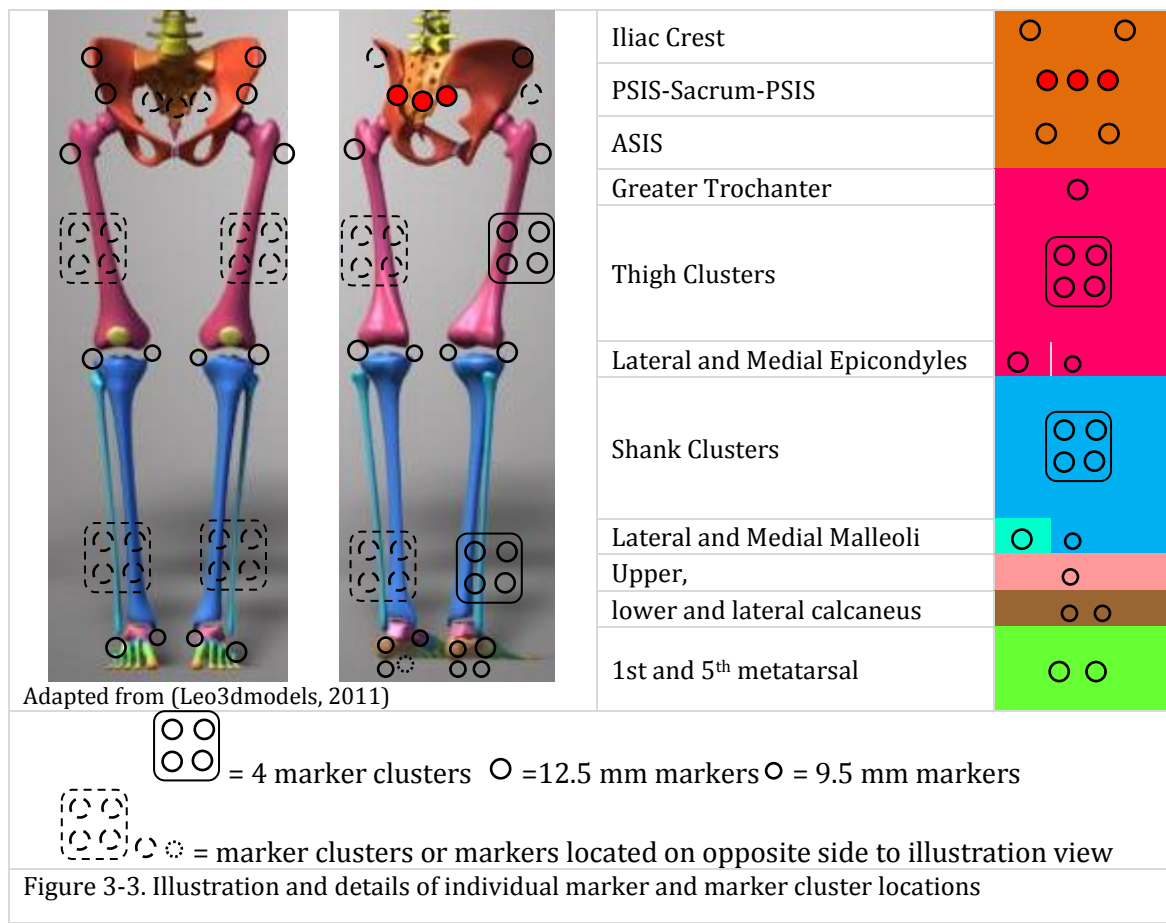 Iliac Crest
PSIS-Sacrum-PSIS
ASIS
Greater Trochanter
Thigh Clusters
Lateral and Medial Epicondyles
Shank Clusters
Lateral and Medial Malleoli
Upper,
lower and lateral calcaneus
1st and 5th metatarsal
Adapted from (Leo3dmodels, 2011)
= 4 marker clusters =12.5 mm markers = 9.5 mm markers
= marker clusters or markers located on opposite side to illustration view
Figure 3-3. Illustration and details of individual marker and marker cluster locations